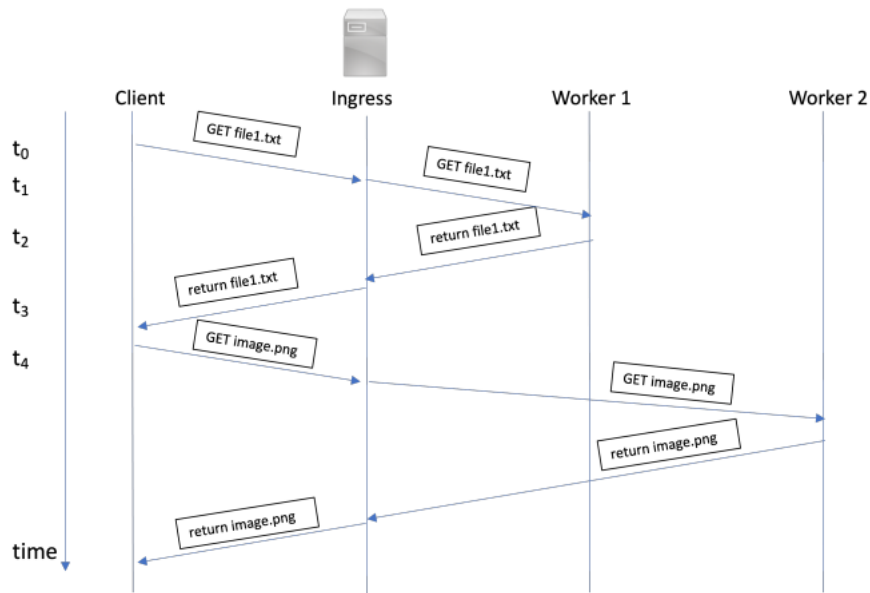 Client
Ingress
Worker 1
Worker 2
t₀
GET file1.txt
t₁
GET file1.txt
t₂
return file1.txt
return file1.txt
t₃
GET image.png
t₄
GET image.png
return image.png
return image.png
time